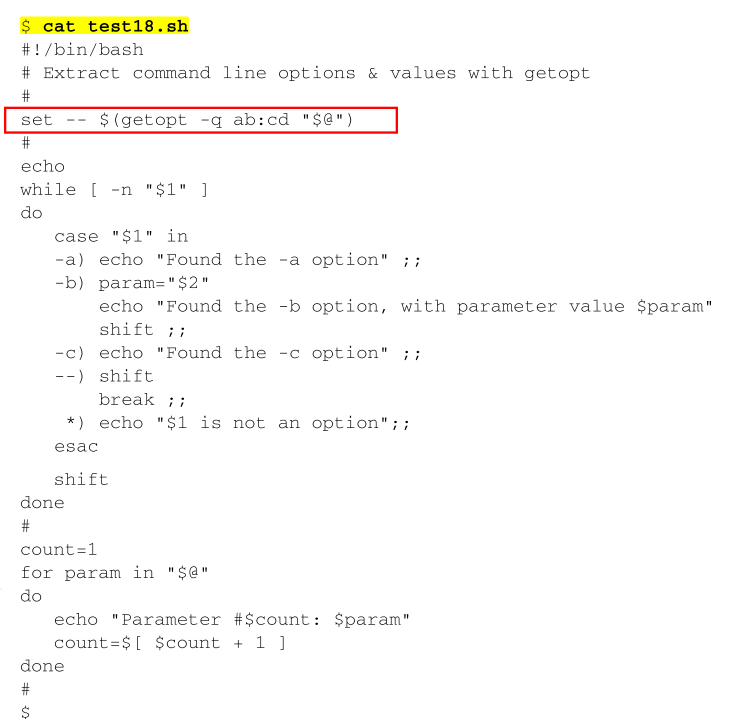 $ cat test18.sh
#!/bin/bash
# Extract command line options & values with getopt
#
set -- $(getopt -q ab:cd "$@")
#
echo
while [ -n "$1" ]
do
   case "$1" in
   -a) echo "Found the -a option" ;;
   -b) param="$2"
       echo "Found the -b option, with parameter value $param"
       shift ;;
   -c) echo "Found the -c option" ;;
   --) shift
       break ;;
    *) echo "$1 is not an option";;
   esac
   shift
done
#
count=1
for param in "$@"
do
   echo "Parameter #$count: $param"
   count=$[ $count + 1 ]
done
#
$